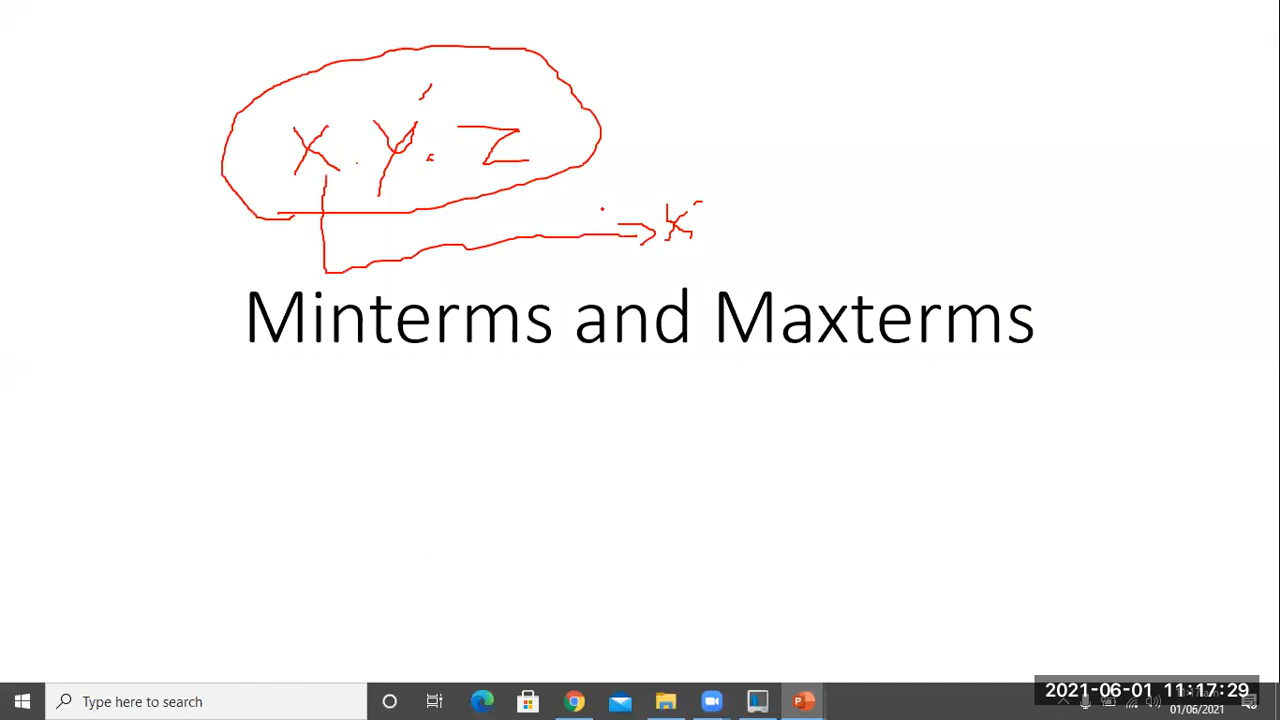 X . Y' . Z
Minterms and Maxterms
Type here to search
2021-06-01 11:17:29
01/06/2021